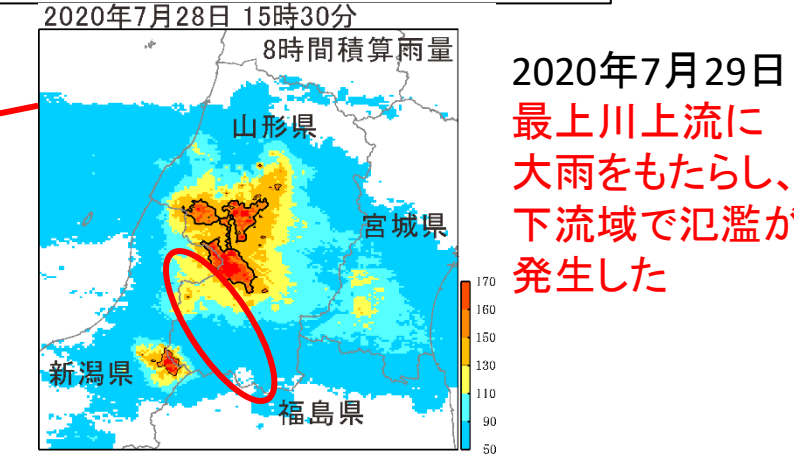 2020年7月28日 15時30分
8時間積算雨量
山形県
宮城県
新潟県
福島県
170
160
150
130
110
90
50
2020年7月29日
最上川上流に
大雨をもたらし、
下流域で氾濫が
発生した